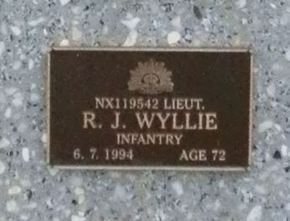 NX119542 LIEUT.
R. J. WYLLIE
INFANTRY
6. 7. 1994 AGE 72